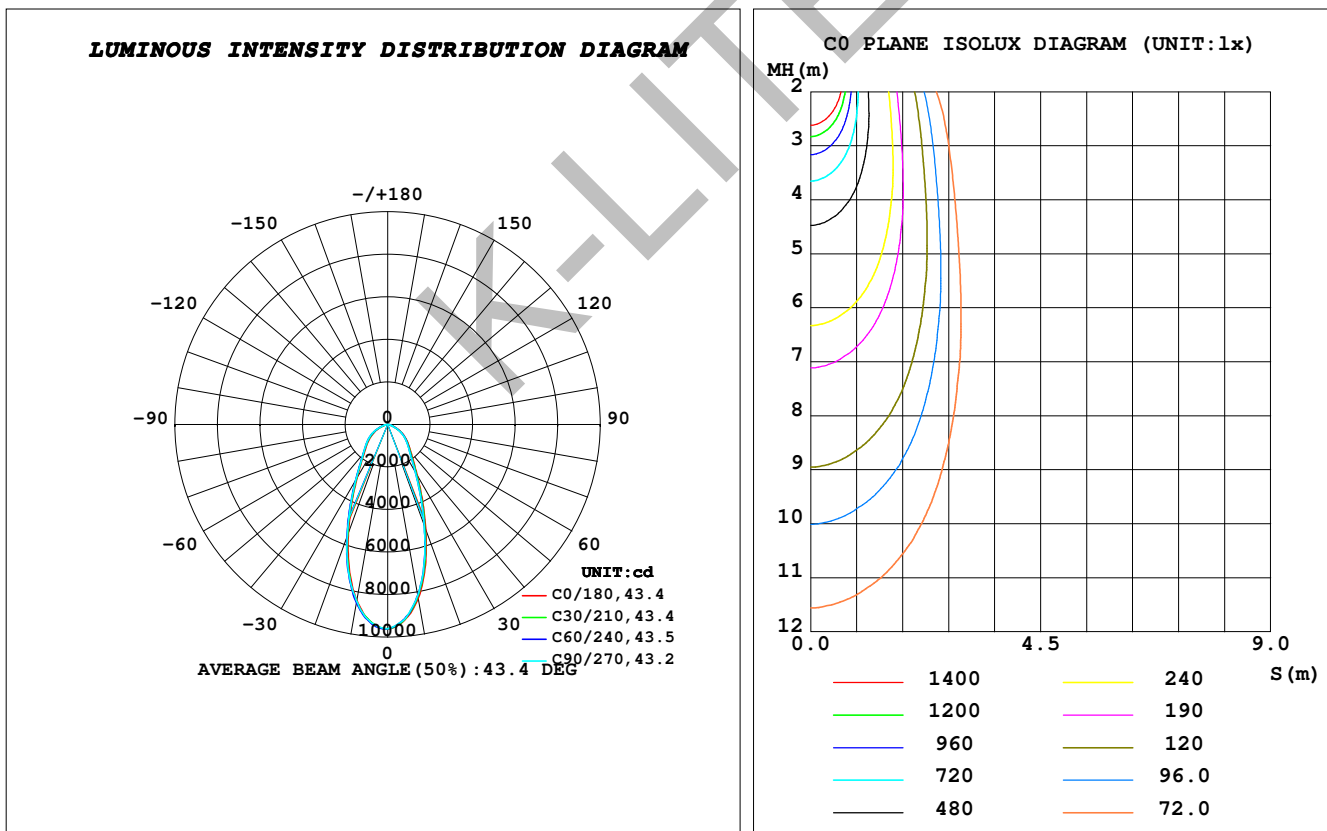 LUMINOUS INTENSITY DISTRIBUTION DIAGRAM
-/+180
-150 150
-120 120
-90 0 90
2000
4000
-60 60
6000
8000
-30 10000 30
0
UNIT:cd
C0/180,43.4
C30/210,43.4
C60/240,43.5
C90/270,43.2
AVERAGE BEAM ANGLE(50%):43.4 DEG
K-LITE
C0 PLANE ISOLUX DIAGRAM (UNIT:lx)
MH(m)
2
3
4
5
6
7
8
9
10
11
12
0.0 4.5 9.0
S(m)
1400 240
1200 190
960 120
720 96.0
480 72.0